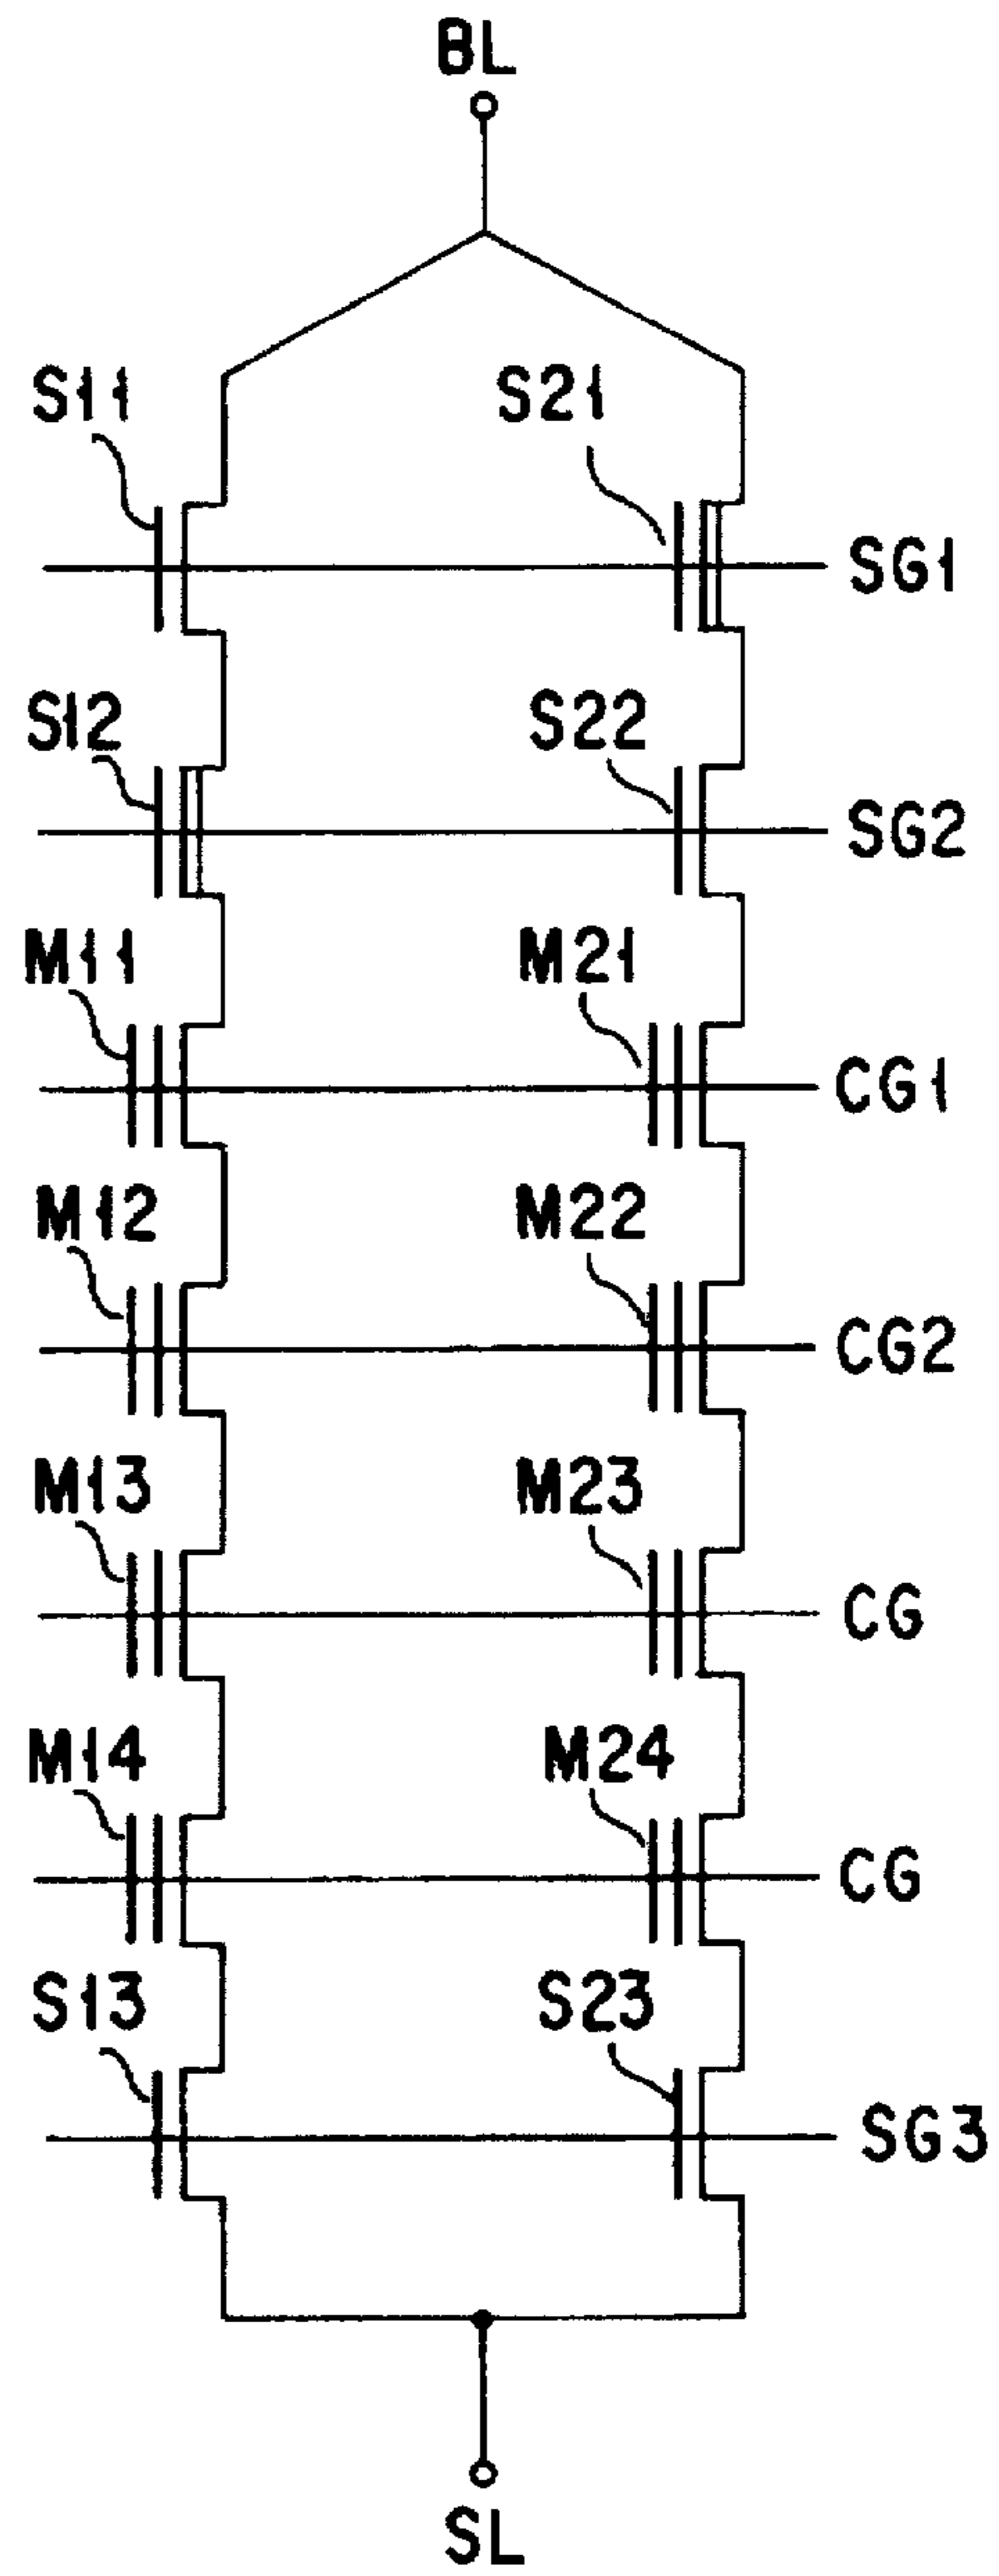 BL
S11
S21
SG1
S12
S22
SG2
M11
M21
CG1
M12
M22
CG2
M13
M23
CG
M14
M24
CG
S13
S23
SG3
SL